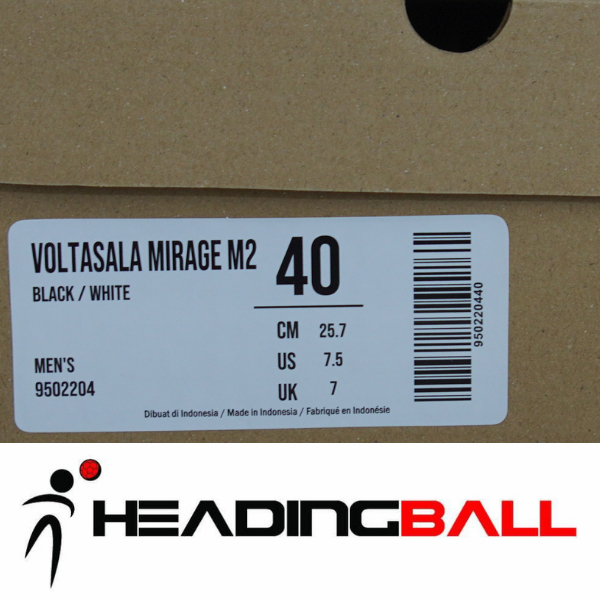 VOLTASALA MIRAGE M2
BLACK / WHITE
40
CM 25.7
US 7.5
UK 7
MEN'S
9502204
Dibuat di Indonesia / Made in Indonesia / Fabriqué en Indonésie
950220440
HEADINGBALL